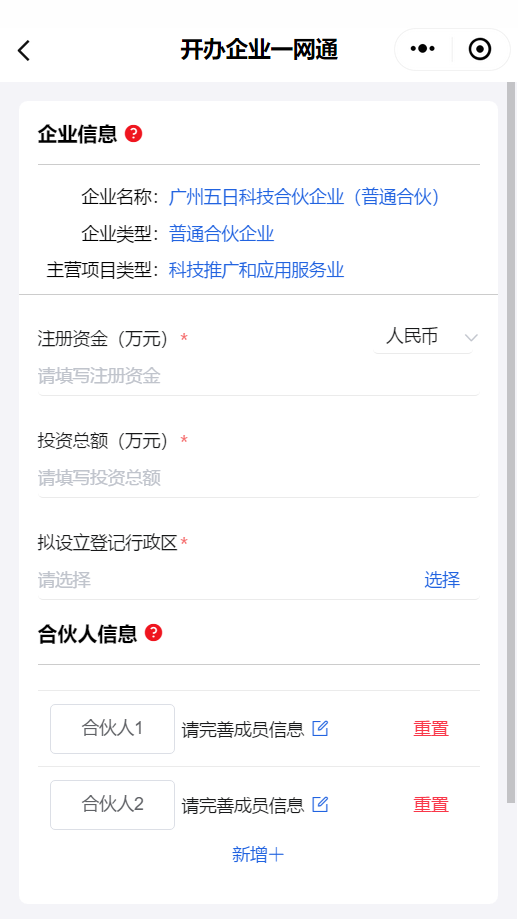 开办企业一网通
企业信息 ?
企业名称：广州五日科技合伙企业（普通合伙）
企业类型：普通合伙企业
主营项目类型：科技推广和应用服务业
注册资金（万元） * 人民币
请填写注册资金
投资总额（万元） *
请填写投资总额
拟设立登记行政区*
请选择 选择
合伙人信息 ?
合伙人1 请完善成员信息 重置
合伙人2 请完善成员信息 重置
新增＋